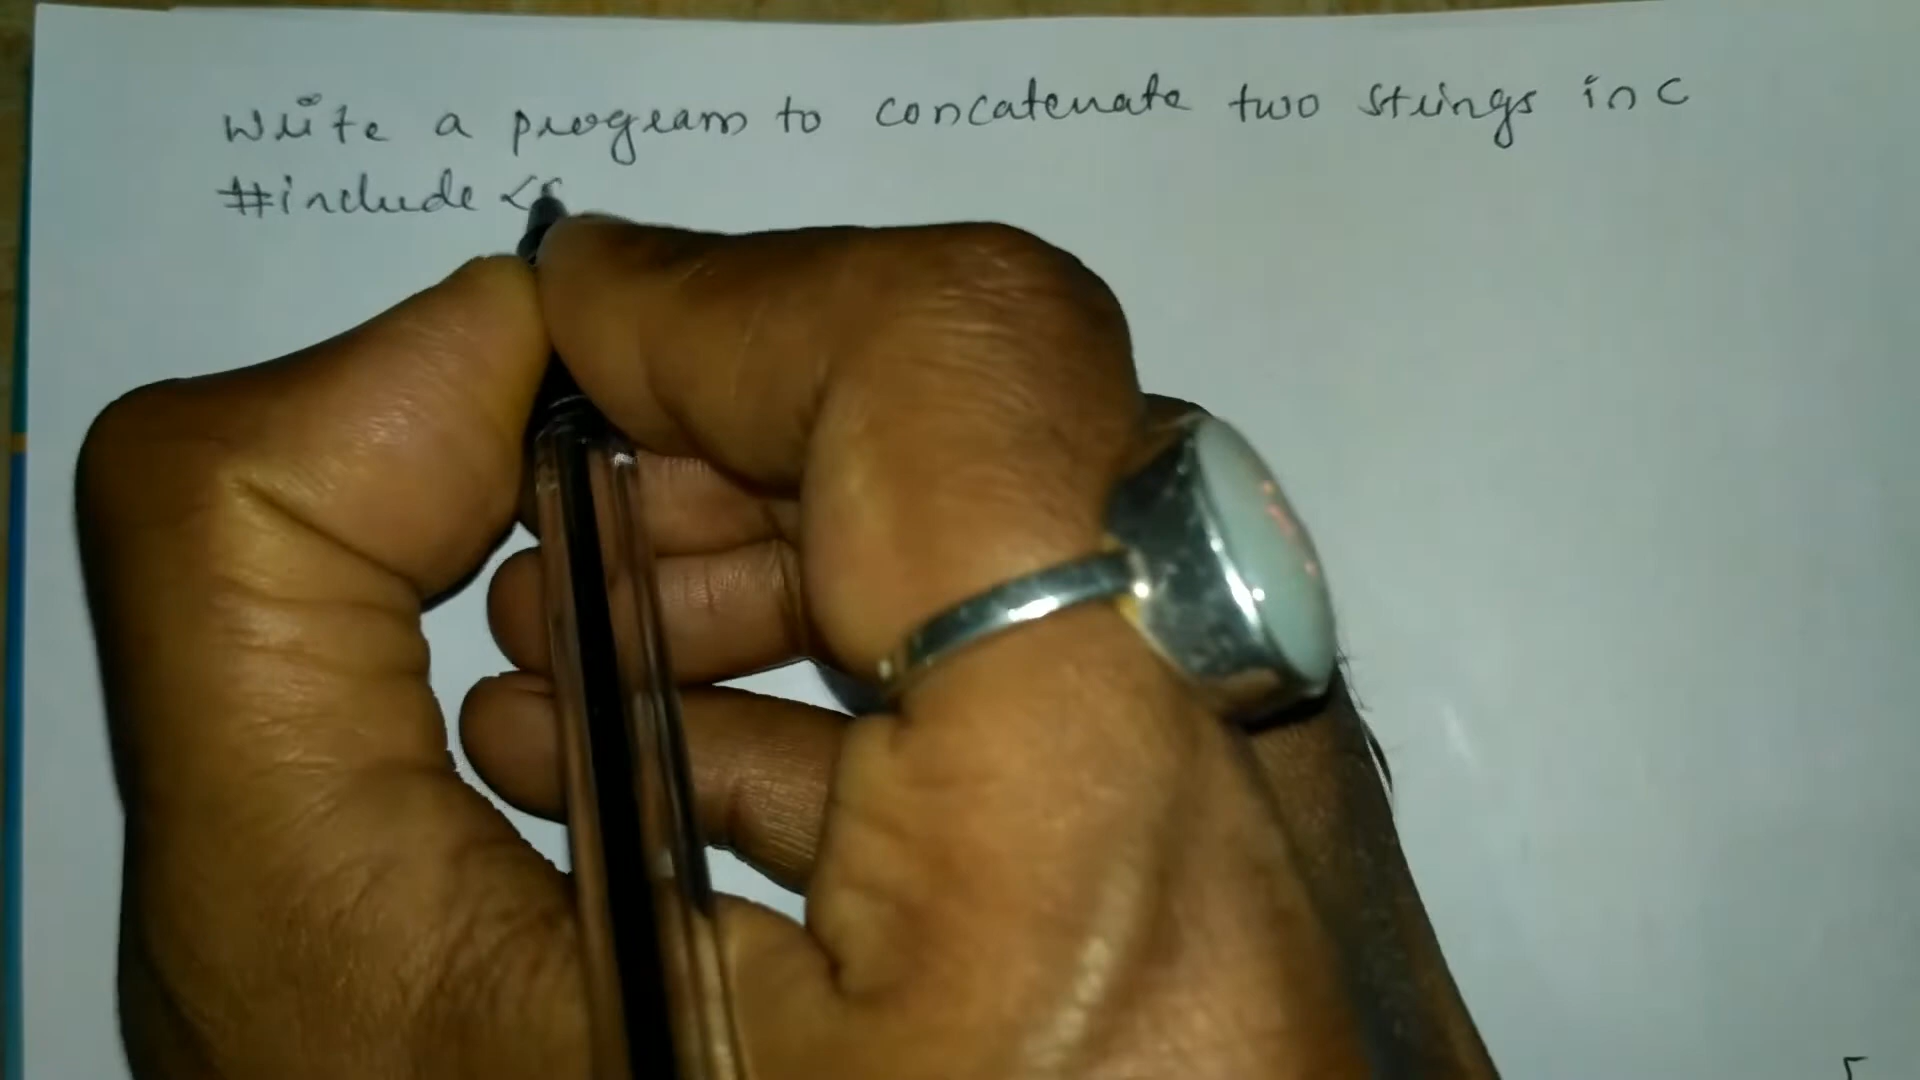 Write a program to concatenate two strings in c
#include <s